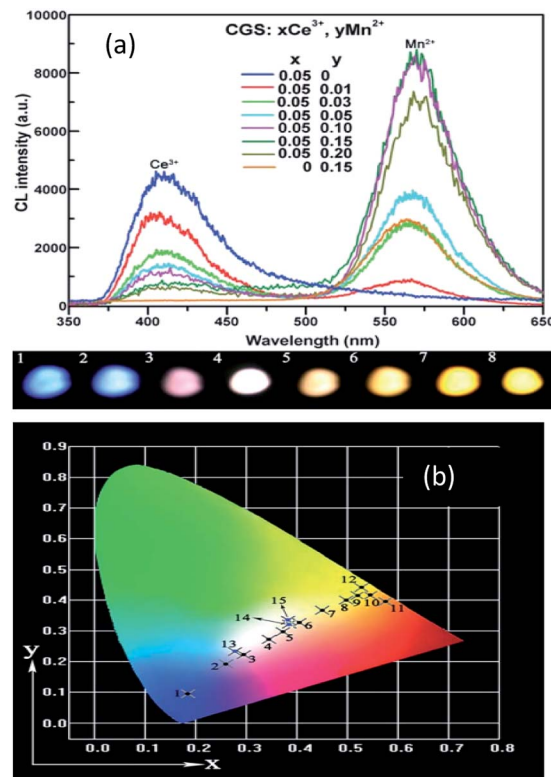 (a)
CGS: xCe³⁺, yMn²⁺
x y
0.05 0
0.05 0.01
0.05 0.03
0.05 0.05
0.05 0.10
0.05 0.15
0.05 0.20
0 0.15
Ce³⁺
Mn²⁺
CL intensity (a.u.)
10000
8000
6000
4000
2000
0
350 400 450 500 550 600 650
Wavelength (nm)
1 2 3 4 5 6 7 8
(b)
0.9
0.8
0.7
0.6
0.5
0.4
0.3
0.2
0.1
0.0
y
x
12
15
14
13
1 2 3 4 5 6 7 8 9 10 11
0.0 0.1 0.2 0.3 0.4 0.5 0.6 0.7 0.8